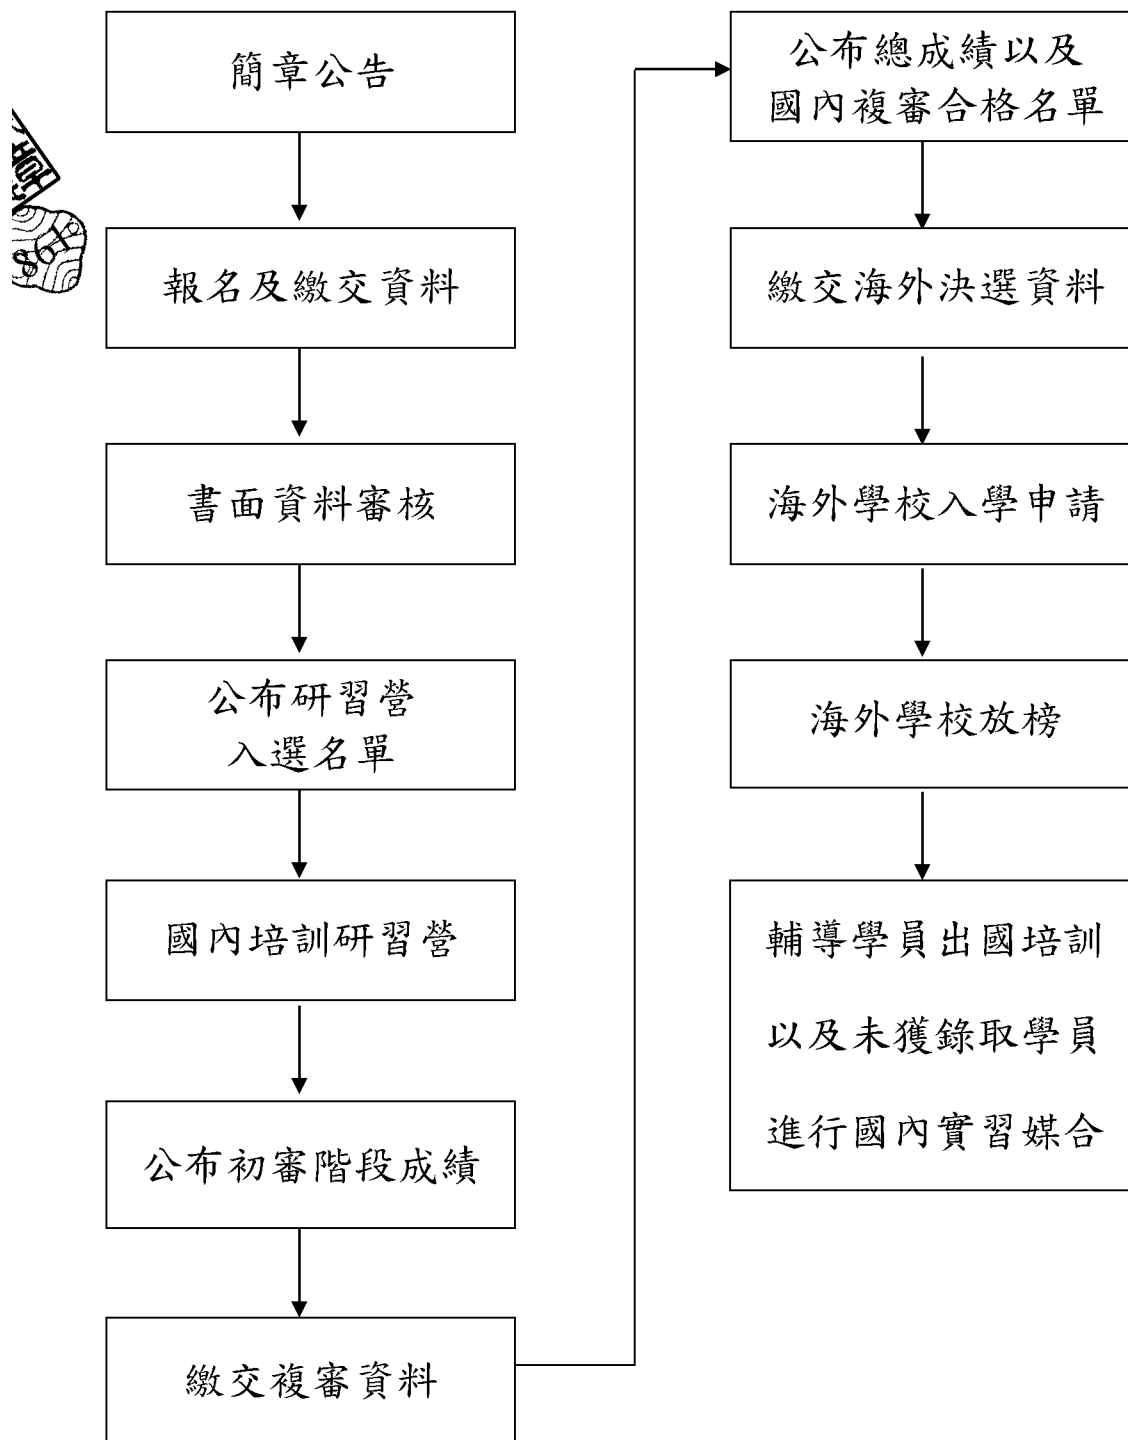 簡章公告
報名及繳交資料
書面資料審核
公布研習營
入選名單
國內培訓研習營
公布初審階段成績
繳交複審資料
公布總成績以及
國內複審合格名單
繳交海外決選資料
海外學校入學申請
海外學校放榜
輔導學員出國培訓
以及未獲錄取學員
進行國內實習媒合